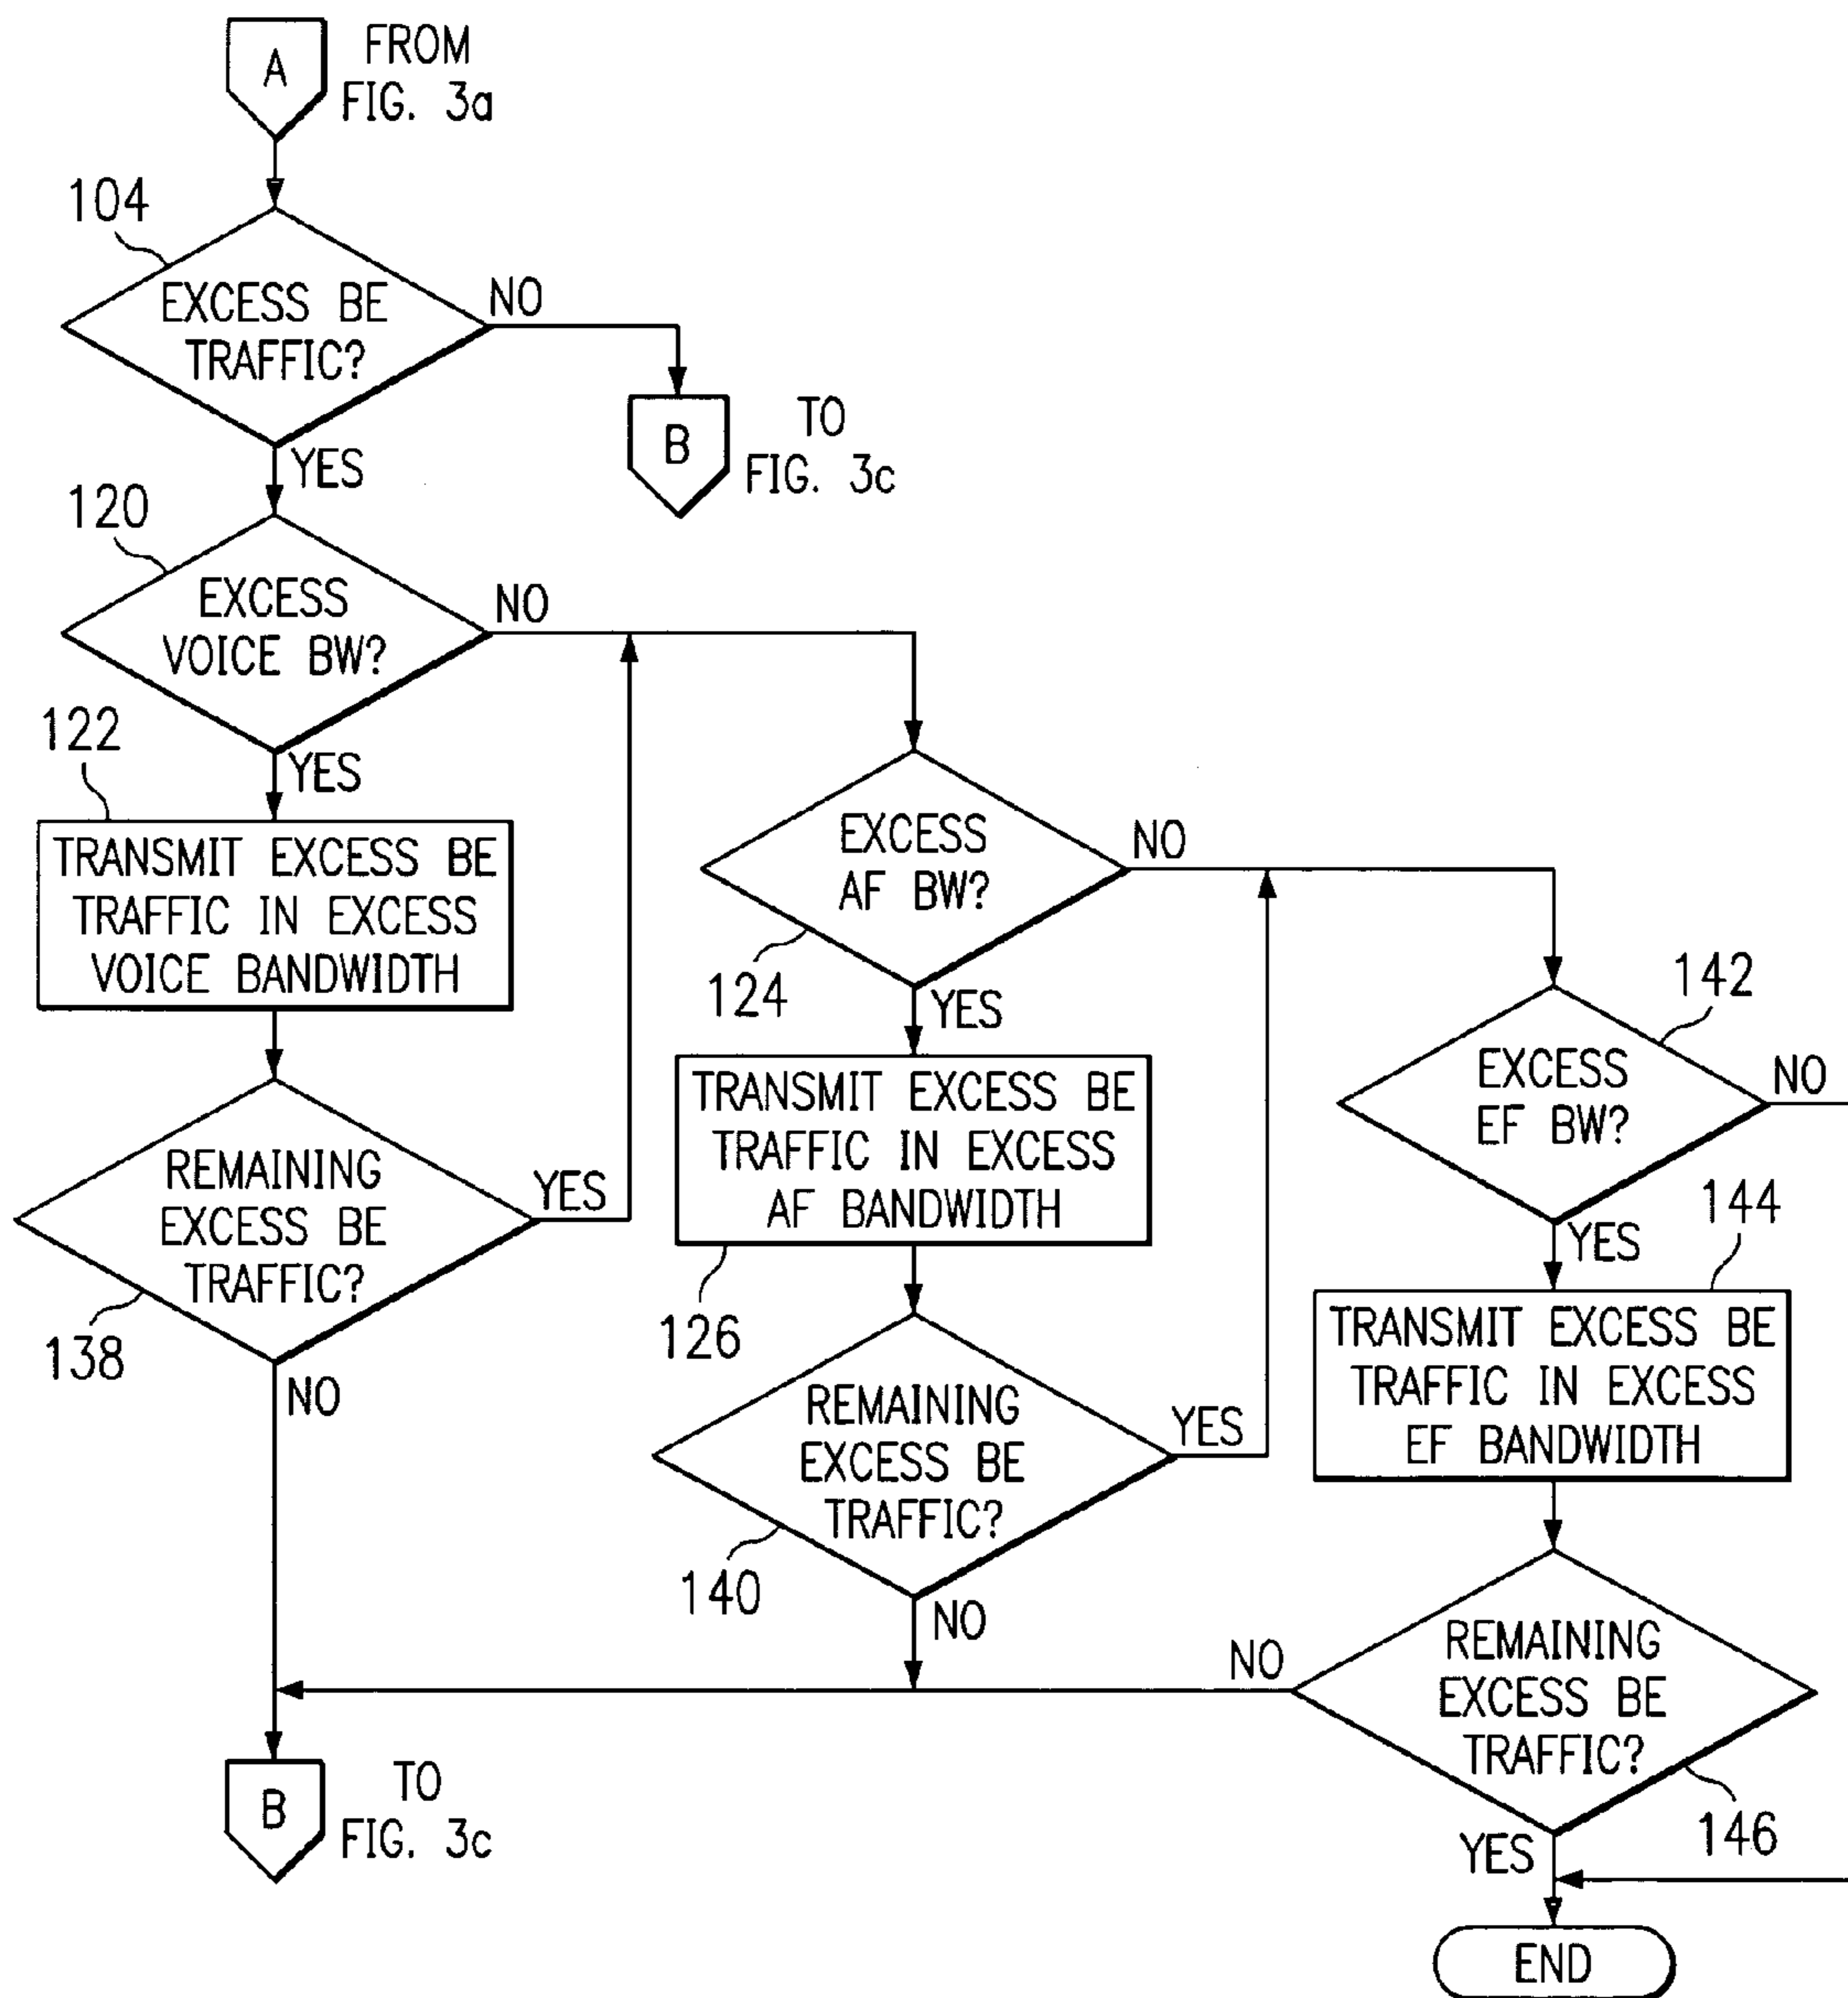 A
FROM
FIG. 3a
104
EXCESS BE
TRAFFIC?
NO
B
TO
FIG. 3c
YES
120
EXCESS
VOICE BW?
NO
YES
122
TRANSMIT EXCESS BE
TRAFFIC IN EXCESS
VOICE BANDWIDTH
REMAINING
EXCESS BE
TRAFFIC?
YES
138
NO
EXCESS
AF BW?
NO
124
YES
TRANSMIT EXCESS BE
TRAFFIC IN EXCESS
AF BANDWIDTH
126
REMAINING
EXCESS BE
TRAFFIC?
YES
140
NO
142
EXCESS
EF BW?
NO
YES
144
TRANSMIT EXCESS BE
TRAFFIC IN EXCESS
EF BANDWIDTH
REMAINING
EXCESS BE
TRAFFIC?
NO
146
YES
B
TO
FIG. 3c
END